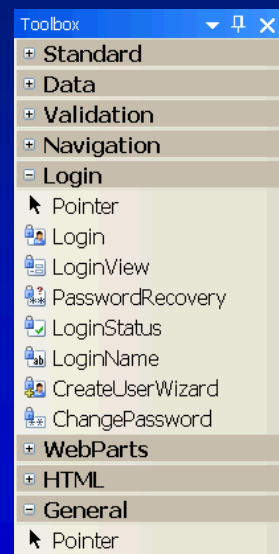 Toolbox
Standard
Data
Validation
Navigation
Login
Pointer
Login
LoginView
PasswordRecovery
LoginStatus
LoginName
CreateUserWizard
ChangePassword
WebParts
HTML
General
Pointer